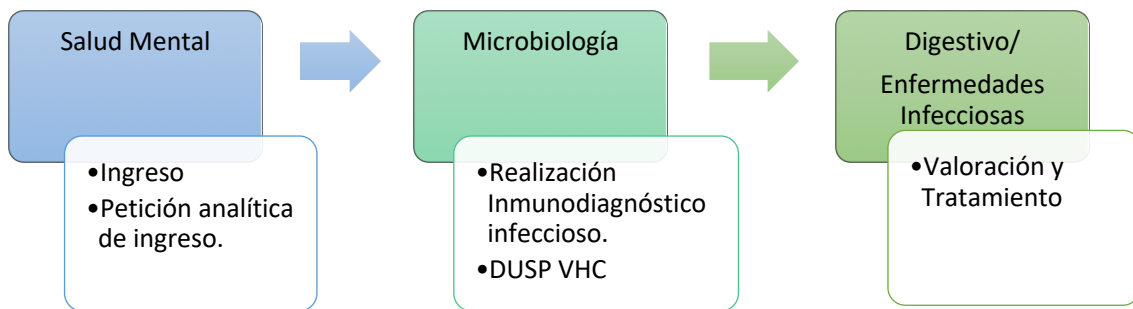 Salud Mental
•Ingreso
•Petición analítica
de ingreso.
Microbiología
•Realización
Inmunodiagnóstico
infeccioso.
•DUSP VHC
Digestivo/
Enfermedades
Infecciosas
•Valoración y
Tratamiento